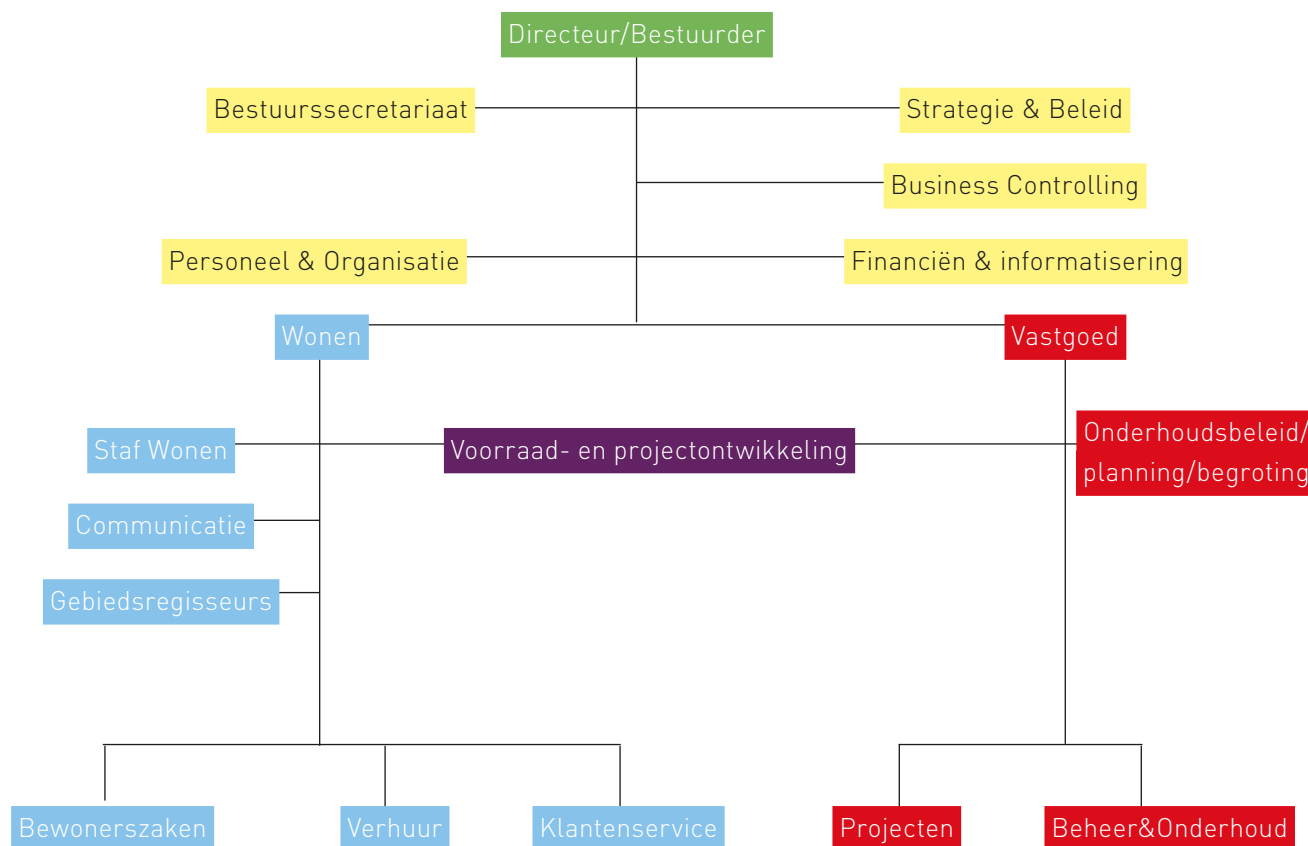 Directeur/Bestuurder
Bestuurssecretariaat
Strategie & Beleid
Business Controlling
Personeel & Organisatie
Financiën & informatisering
Wonen
Vastgoed
Staf Wonen
Voorraad- en projectontwikkeling
Onderhoudsbeleid/
planning/begroting
Communicatie
Gebiedsregisseurs
Bewonerszaken
Verhuur
Klantenservice
Projecten
Beheer&Onderhoud